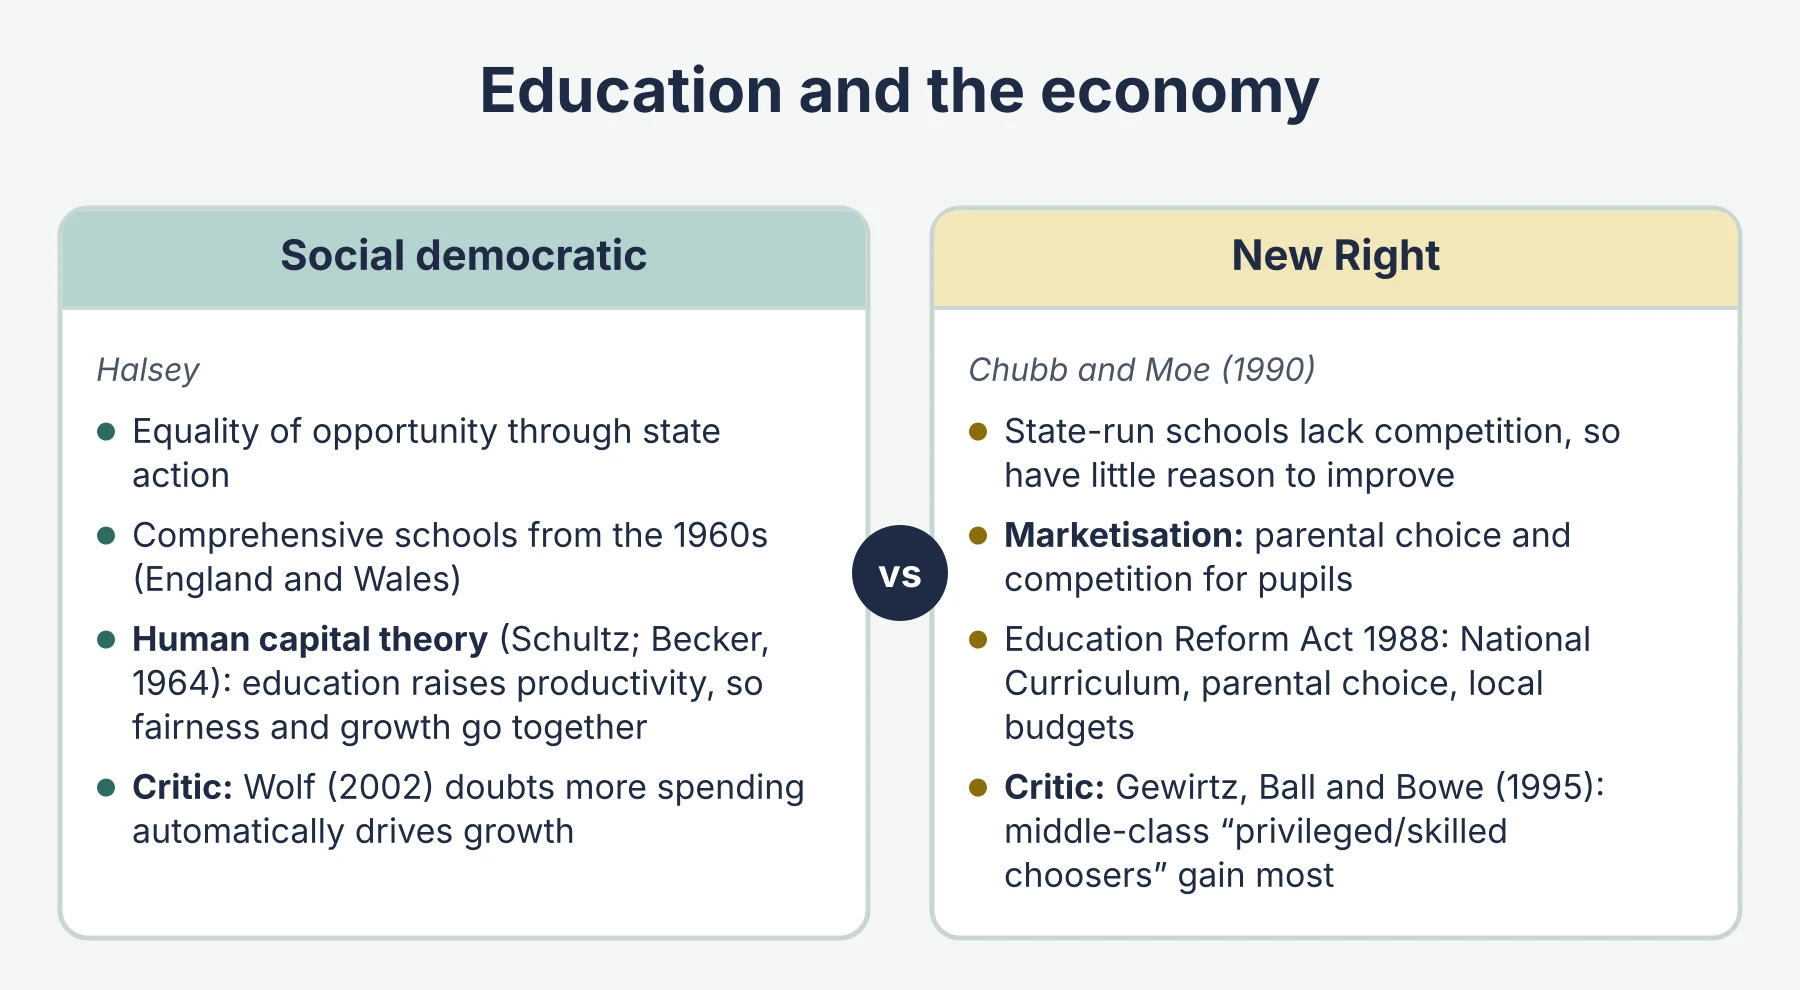 Education and the economy
Social democratic
Halsey
Equality of opportunity through state
action
Comprehensive schools from the 1960s
(England and Wales)
Human capital theory (Schultz; Becker,
1964): education raises productivity, so
fairness and growth go together
Critic: Wolf (2002) doubts more spending
automatically drives growth
vs
New Right
Chubb and Moe (1990)
State-run schools lack competition, so
have little reason to improve
Marketisation: parental choice and
competition for pupils
Education Reform Act 1988: National
Curriculum, parental choice, local
budgets
Critic: Gewirtz, Ball and Bowe (1995):
middle-class “privileged/skilled
choosers” gain most